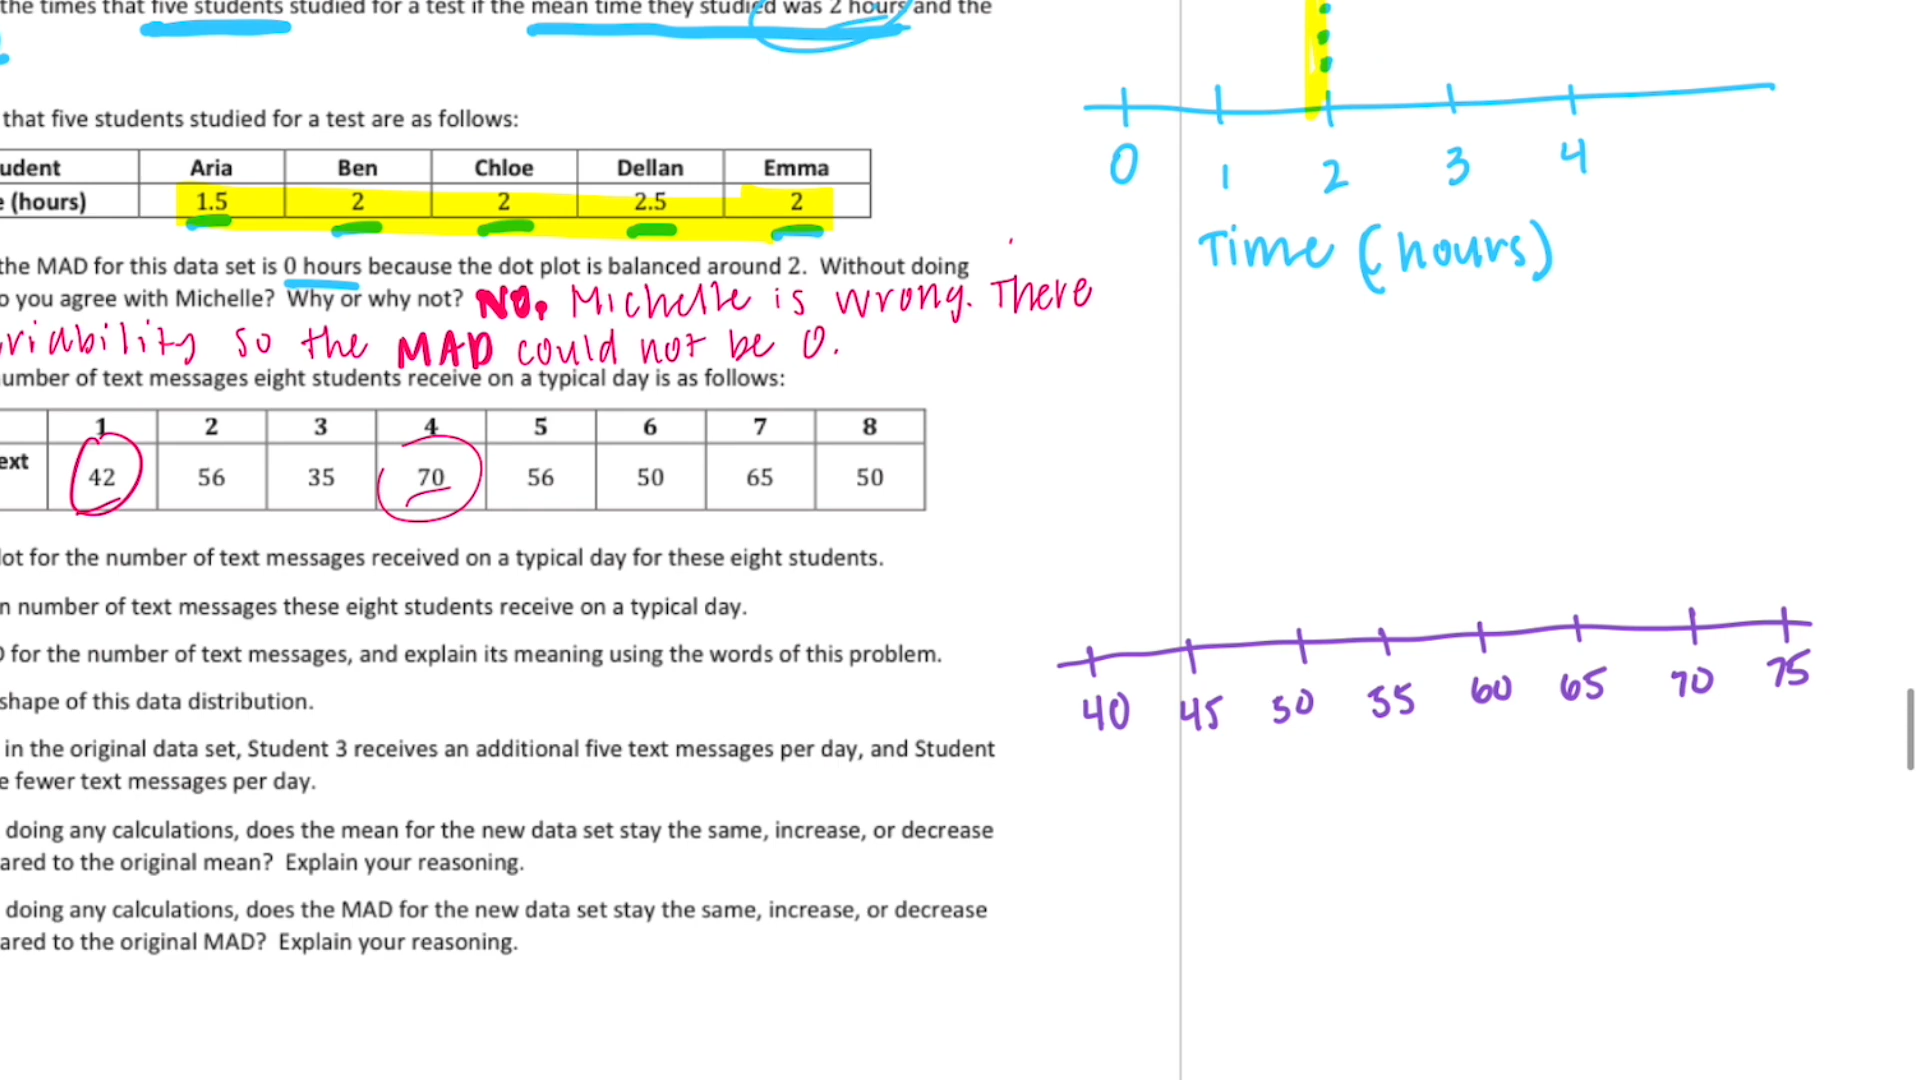 the times that five students studied for a test if the mean time they studied was 2 hours and the
that five students studied for a test are as follows:
udent Aria Ben Chloe Dellan Emma
e (hours) 1.5 2 2 2.5 2
the MAD for this data set is 0 hours because the dot plot is balanced around 2. Without doing
o you agree with Michelle? Why or why not? NO. Michelle is wrong. There
riability so the MAD could not be 0.
umber of text messages eight students receive on a typical day is as follows:
1 2 3 4 5 6 7 8
ext 42 56 35 70 56 50 65 50
lot for the number of text messages received on a typical day for these eight students.
n number of text messages these eight students receive on a typical day.
D for the number of text messages, and explain its meaning using the words of this problem.
shape of this data distribution.
in the original data set, Student 3 receives an additional five text messages per day, and Student
e fewer text messages per day.
doing any calculations, does the mean for the new data set stay the same, increase, or decrease
ared to the original mean? Explain your reasoning.
doing any calculations, does the MAD for the new data set stay the same, increase, or decrease
ared to the original MAD? Explain your reasoning.
0 1 2 3 4
Time (hours)
40 45 50 55 60 65 70 75